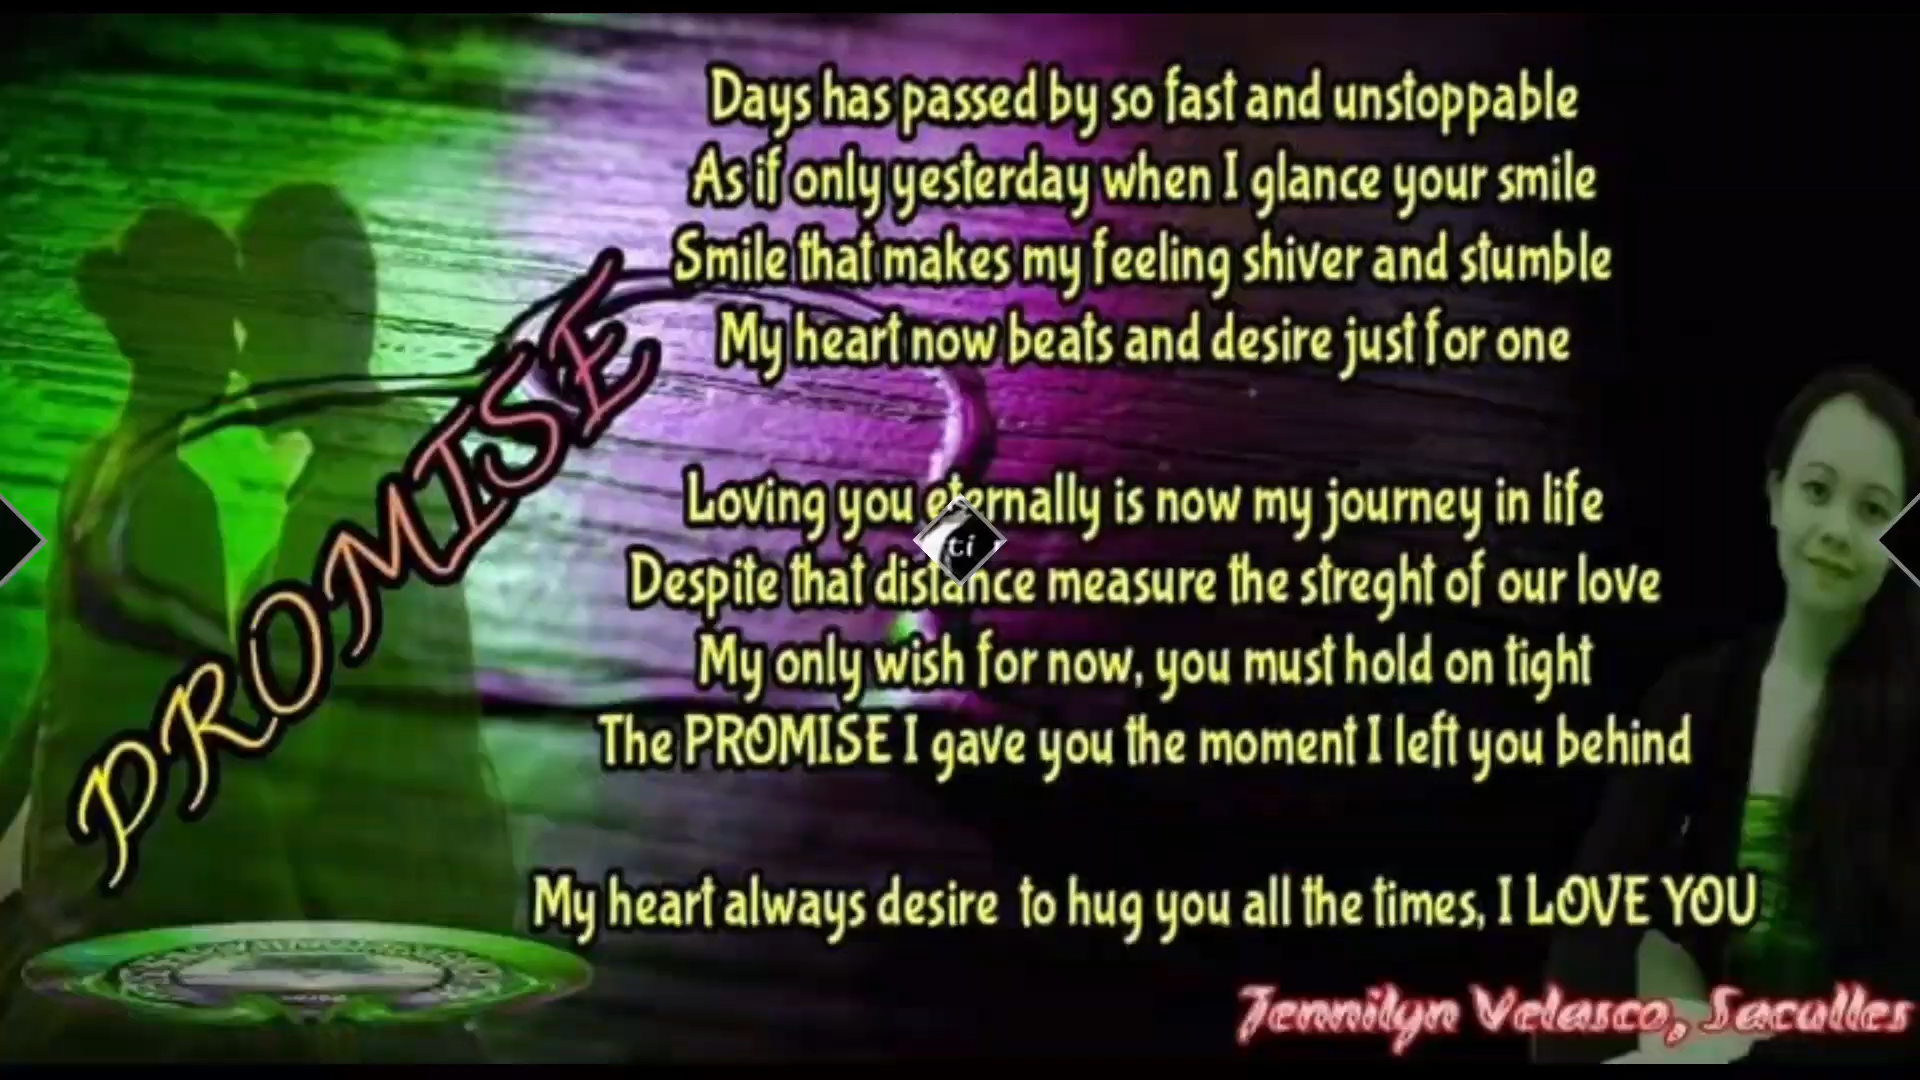 PROMISE
Days has passed by so fast and unstoppable
As if only yesterday when I glance your smile
Smile that makes my feeling shiver and stumble
My heart now beats and desire just for one
Loving you eternally is now my journey in life
Despite that distance measure the streght of our love
My only wish for now, you must hold on tight
The PROMISE I gave you the moment I left you behind
My heart always desire to hug you all the times, I LOVE YOU
Jennilyn Velasco, Saculles